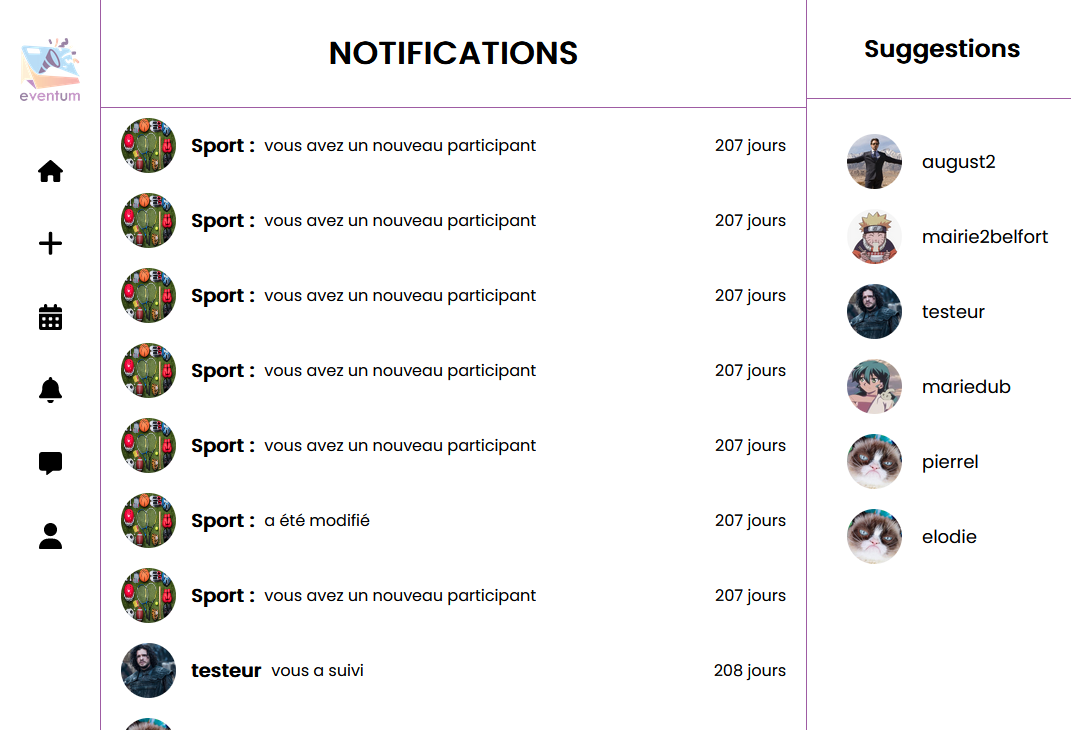 eventum
NOTIFICATIONS
Sport : vous avez un nouveau participant 207 jours
Sport : vous avez un nouveau participant 207 jours
Sport : vous avez un nouveau participant 207 jours
Sport : vous avez un nouveau participant 207 jours
Sport : vous avez un nouveau participant 207 jours
Sport : a été modifié 207 jours
Sport : vous avez un nouveau participant 207 jours
testeur vous a suivi 208 jours
Suggestions
august2
mairie2belfort
testeur
mariedub
pierrel
elodie